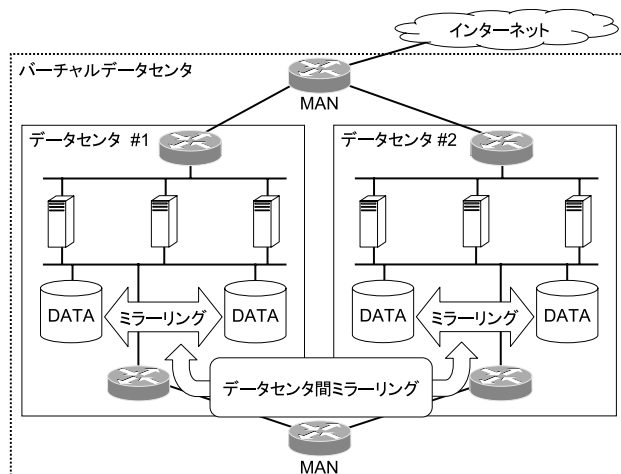 インターネット
バーチャルデータセンタ
MAN
データセンタ #1
データセンタ #2
DATA
ミラーリング
DATA
DATA
ミラーリング
DATA
データセンタ間ミラーリング
MAN